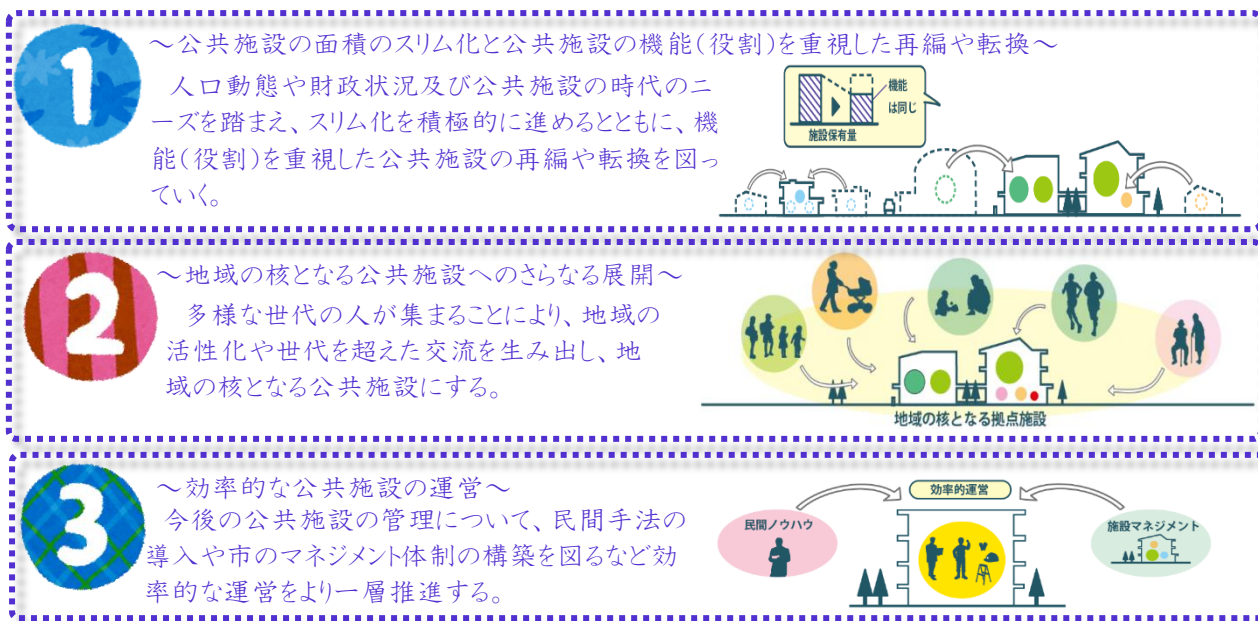 1
～公共施設の面積のスリム化と公共施設の機能(役割)を重視した再編や転換～
人口動態や財政状況及び公共施設の時代のニ
ーズを踏まえ、スリム化を積極的に進めるとともに、機
能(役割)を重視した公共施設の再編や転換を図っ
ていく。
機能
は同じ
施設保有量
2
～地域の核となる公共施設へのさらなる展開～
多様な世代の人が集まることにより、地域の
活性化や世代を超えた交流を生み出し、地
域の核となる公共施設にする。
地域の核となる拠点施設
3
～効率的な公共施設の運営～
今後の公共施設の管理について、民間手法の
導入や市のマネジメント体制の構築を図るなど効
率的な運営をより一層推進する。
効率的運営
民間ノウハウ
施設マネジメント